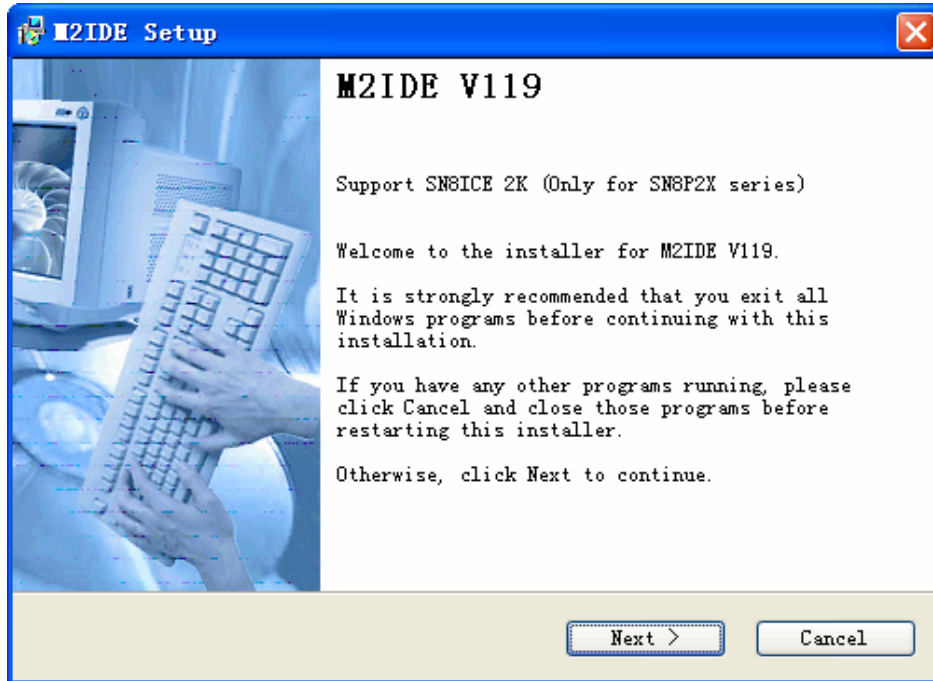 M2IDE Setup
M2IDE V119
Support SN8ICE 2K (Only for SN8P2X series)
Welcome to the installer for M2IDE V119.
It is strongly recommended that you exit all
Windows programs before continuing with this
installation.
If you have any other programs running, please
click Cancel and close those programs before
restarting this installer.
Otherwise, click Next to continue.
Next >
Cancel